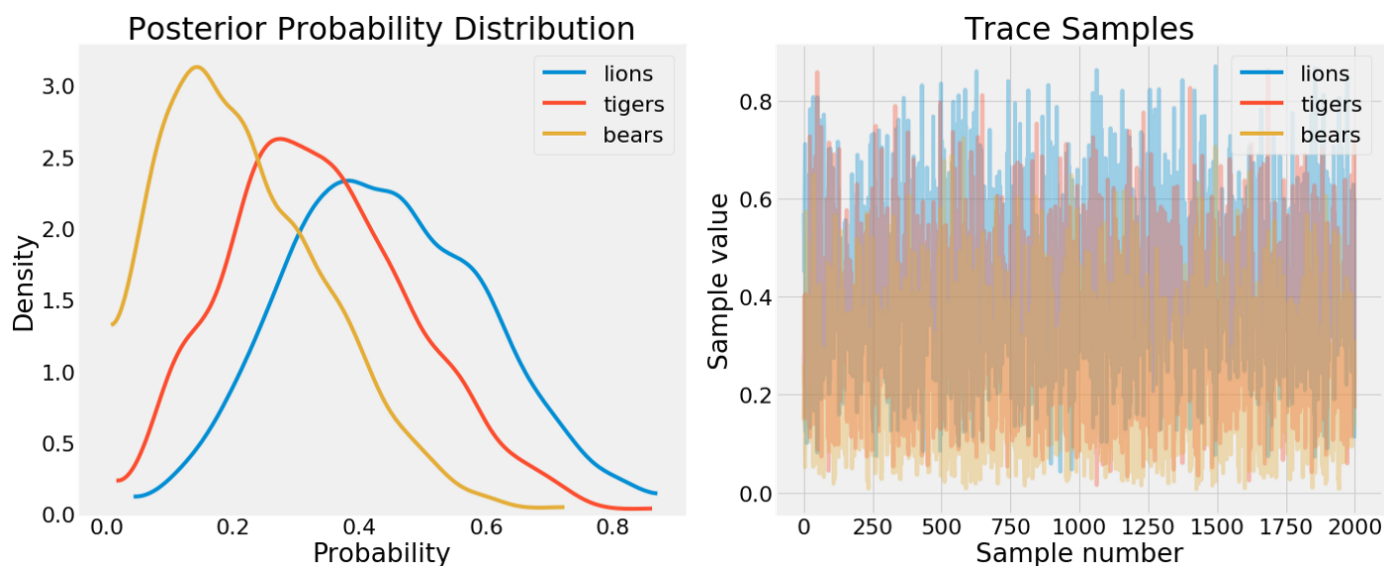 Posterior Probability Distribution
lions
tigers
bears
3.0
2.5
2.0
1.5
1.0
0.5
0.0
Density
0.0 0.2 0.4 0.6 0.8
Probability
Trace Samples
lions
tigers
bears
0.8
0.6
0.4
0.2
0.0
Sample value
0 250 500 750 1000 1250 1500 1750 2000
Sample number